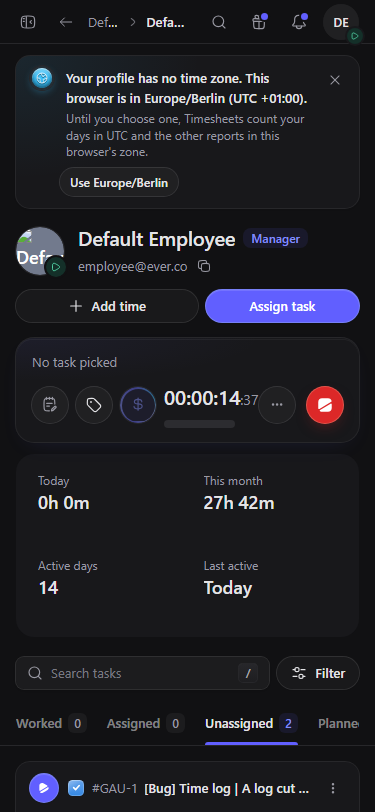 Def... > Defa... DE
Your profile has no time zone. This
browser is in Europe/Berlin (UTC +01:00).
Until you choose one, Timesheets count your
days in UTC and the other reports in this
browser's zone.
Use Europe/Berlin
Defa
Default Employee Manager
employee@ever.co
+ Add time Assign task
No task picked
$ 00:00:14:37 ...
Today This month
0h 0m 27h 42m
Active days Last active
14 Today
Search tasks / Filter
Worked 0 Assigned 0 Unassigned 2 Planne
#GAU-1 [Bug] Time log | A log cut ...